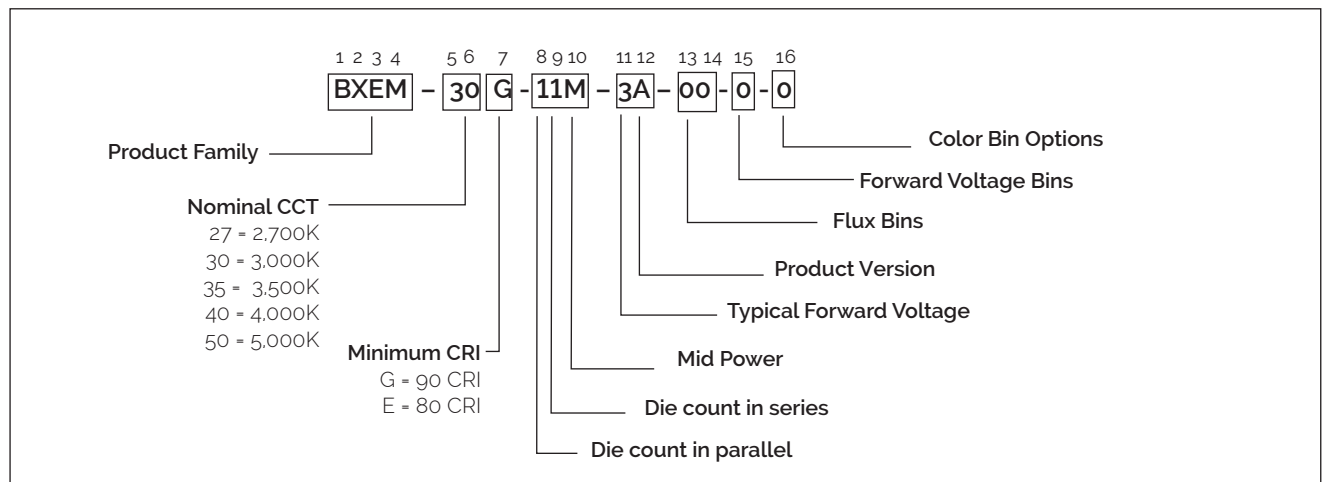 1 2 3 4 5 6 7 8 9 10 11 12 13 14 15 16
BXEM – 30 G - 11M – 3A – 00 - 0 - 0
Product Family
Color Bin Options
Forward Voltage Bins
Nominal CCT
27 = 2,700K
30 = 3,000K
35 = 3,500K
40 = 4,000K
50 = 5,000K
Flux Bins
Product Version
Typical Forward Voltage
Minimum CRI
G = 90 CRI
E = 80 CRI
Mid Power
Die count in series
Die count in parallel